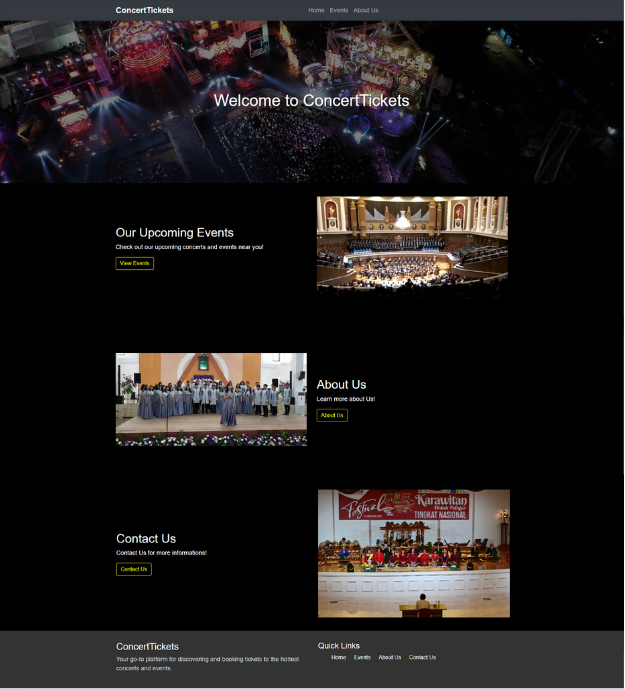 ConcertTickets
Home Events About Us
Welcome to ConcertTickets
Our Upcoming Events
Check out our upcoming concerts and events near you!
View Events
About Us
Learn more about Us!
About Us
Festival
Karawitan
Untuk Pelajar
TINGKAT NASIONAL
Contact Us
Contact Us for more informations!
Contact Us
ConcertTickets
Your go-to platform for discovering and booking tickets to the hottest
concerts and events.
Quick Links
Home Events About Us Contact Us